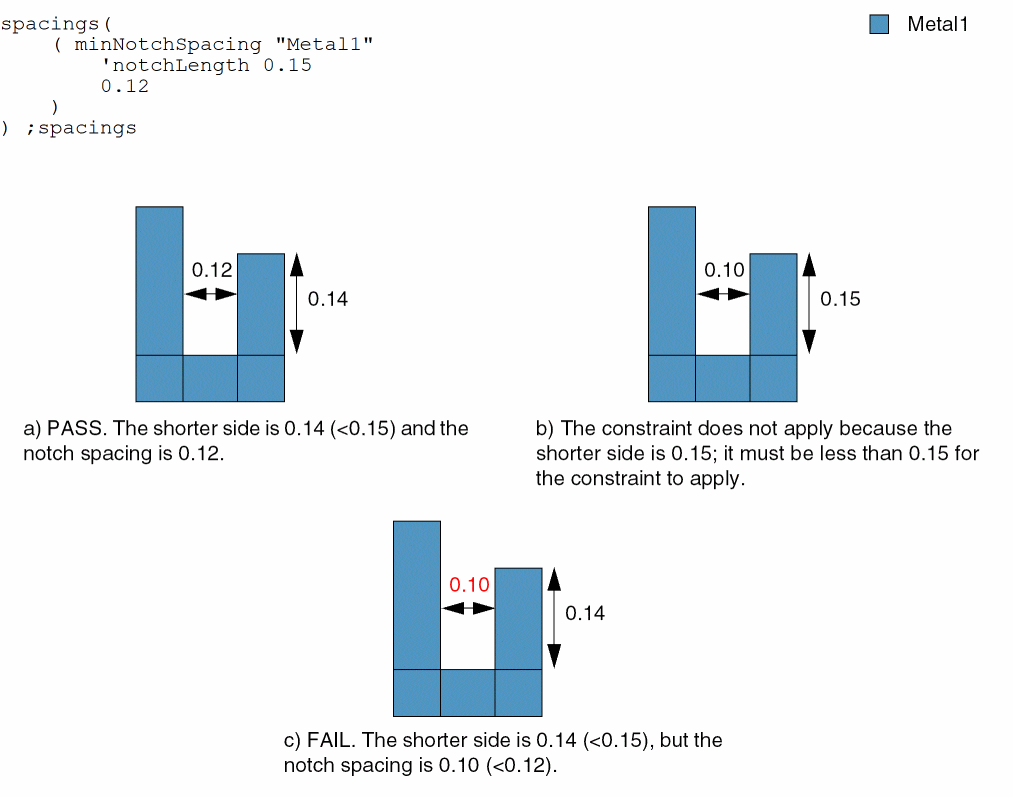 spacings(
( minNotchSpacing "Metal1"
'notchLength 0.15
0.12
)
) ;spacings
Metal1
0.12
0.14
0.10
0.15
a) PASS. The shorter side is 0.14 (<0.15) and the
notch spacing is 0.12.
b) The constraint does not apply because the
shorter side is 0.15; it must be less than 0.15 for
the constraint to apply.
0.10
0.14
c) FAIL. The shorter side is 0.14 (<0.15), but the
notch spacing is 0.10 (<0.12).